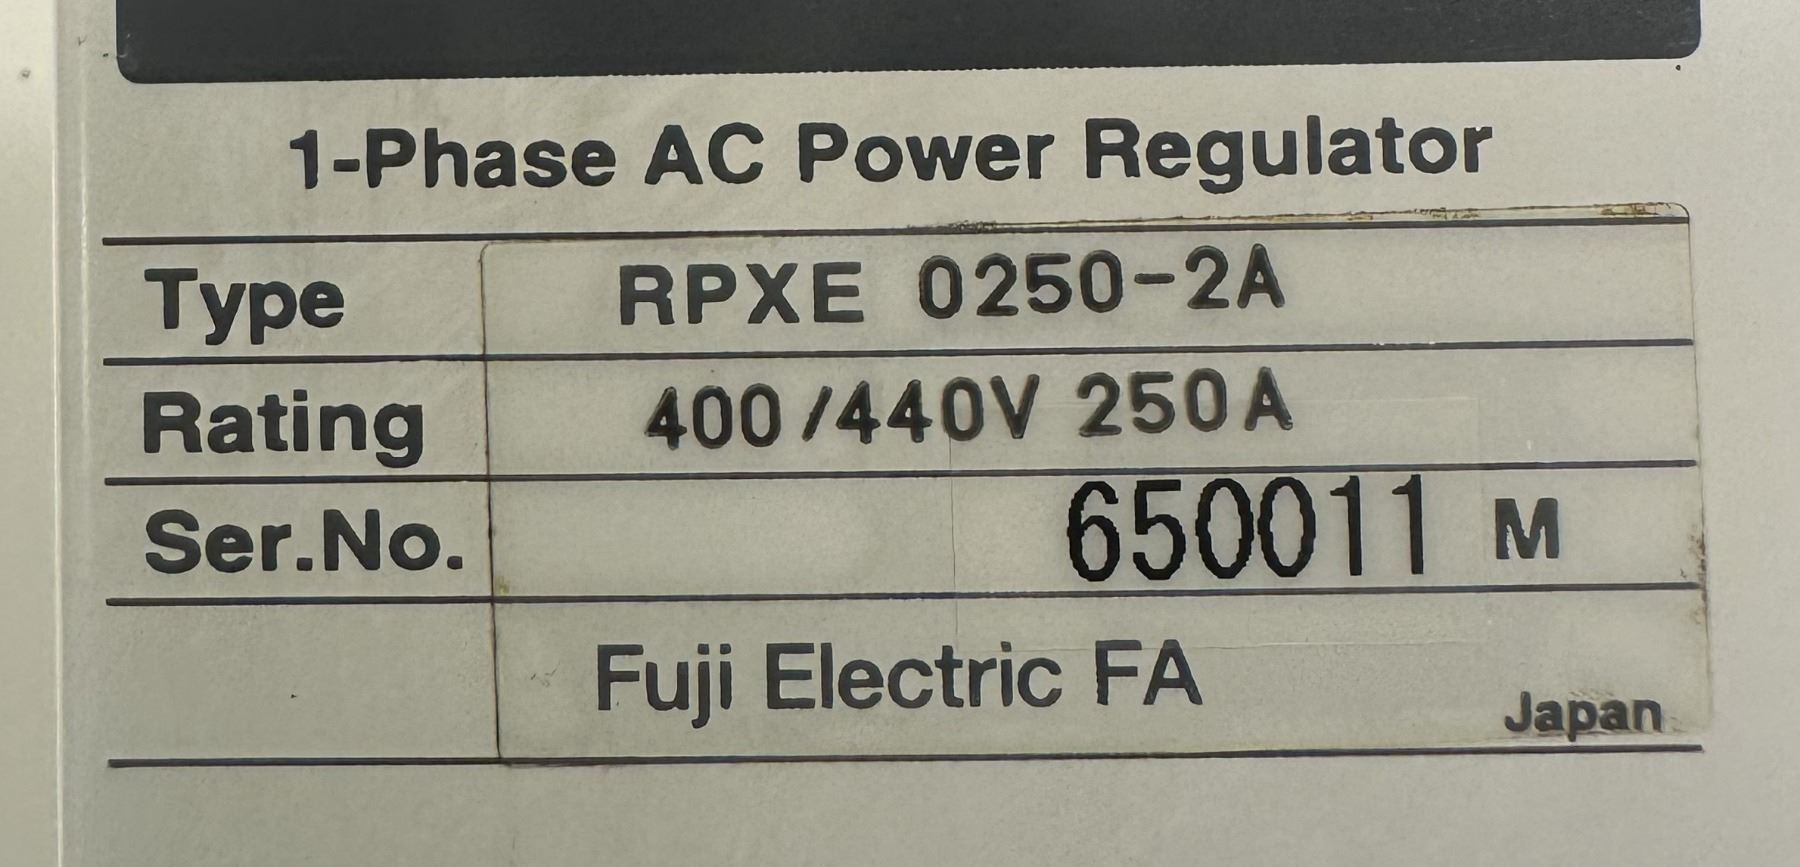 1-Phase AC Power Regulator
Type RPXE 0250-2A
Rating 400/440V 250A
Ser.No. 650011 M
Fuji Electric FA
Japan